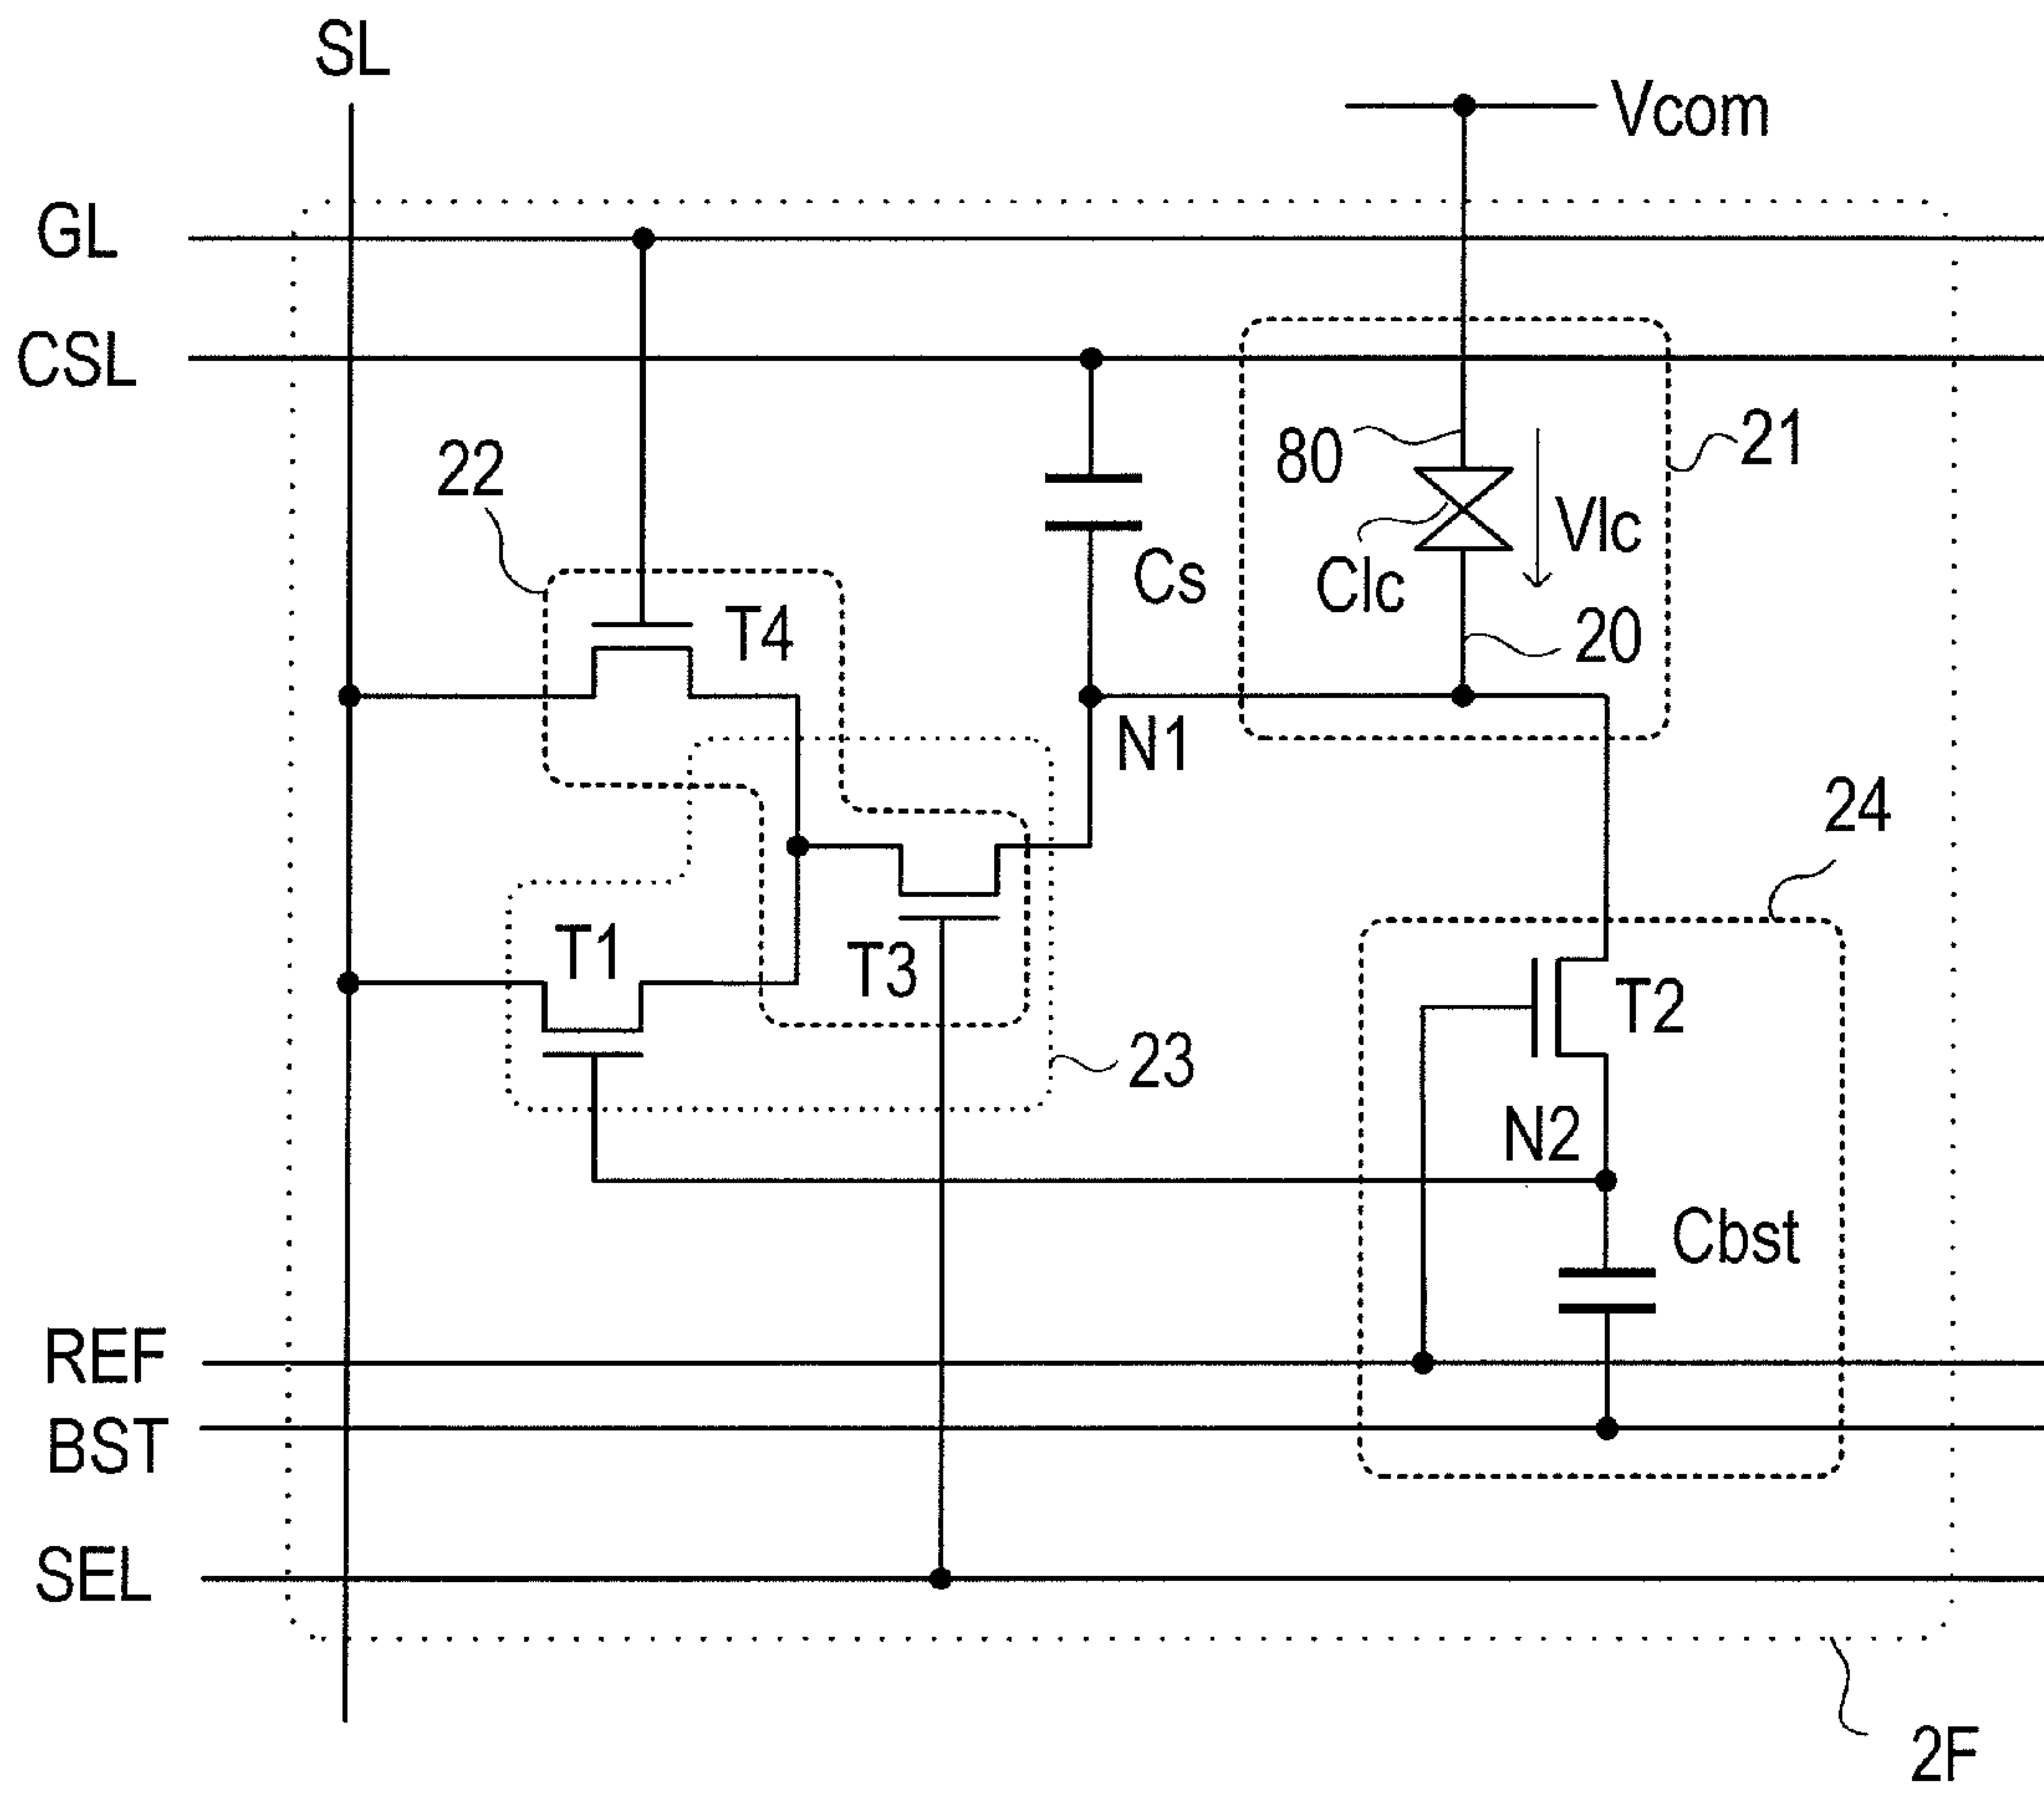 SL
Vcom
GL
CSL
22
80
21
Vlc
Clc
Cs
20
T4
N1
24
T1
T3
T2
23
N2
Cbst
REF
BST
SEL
2F